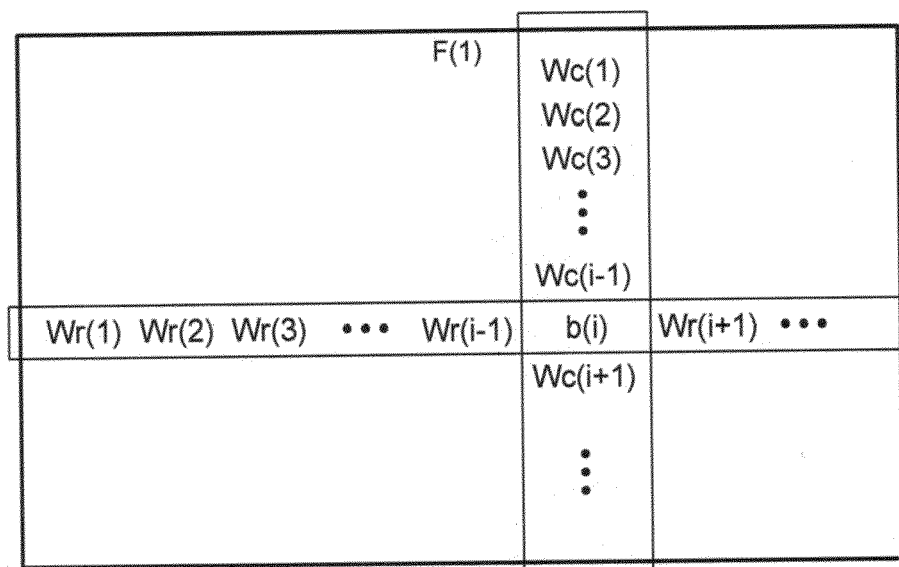 F(1)
Wc(1)
Wc(2)
Wc(3)
Wc(i-1)
Wr(1) Wr(2) Wr(3) ••• Wr(i-1) b(i) Wr(i+1) •••
Wc(i+1)